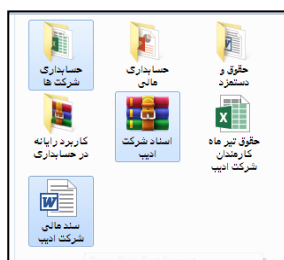 حقوق و
دستمزد
حسابداری
مالی
حسابداری
شرکت ها
حقوق تیر ماه
کارمندان
شرکت ادیب
اسناد شرکت
ادیب
کاربرد رایانه
در حسابداری
سند مالی
شرکت ادیب